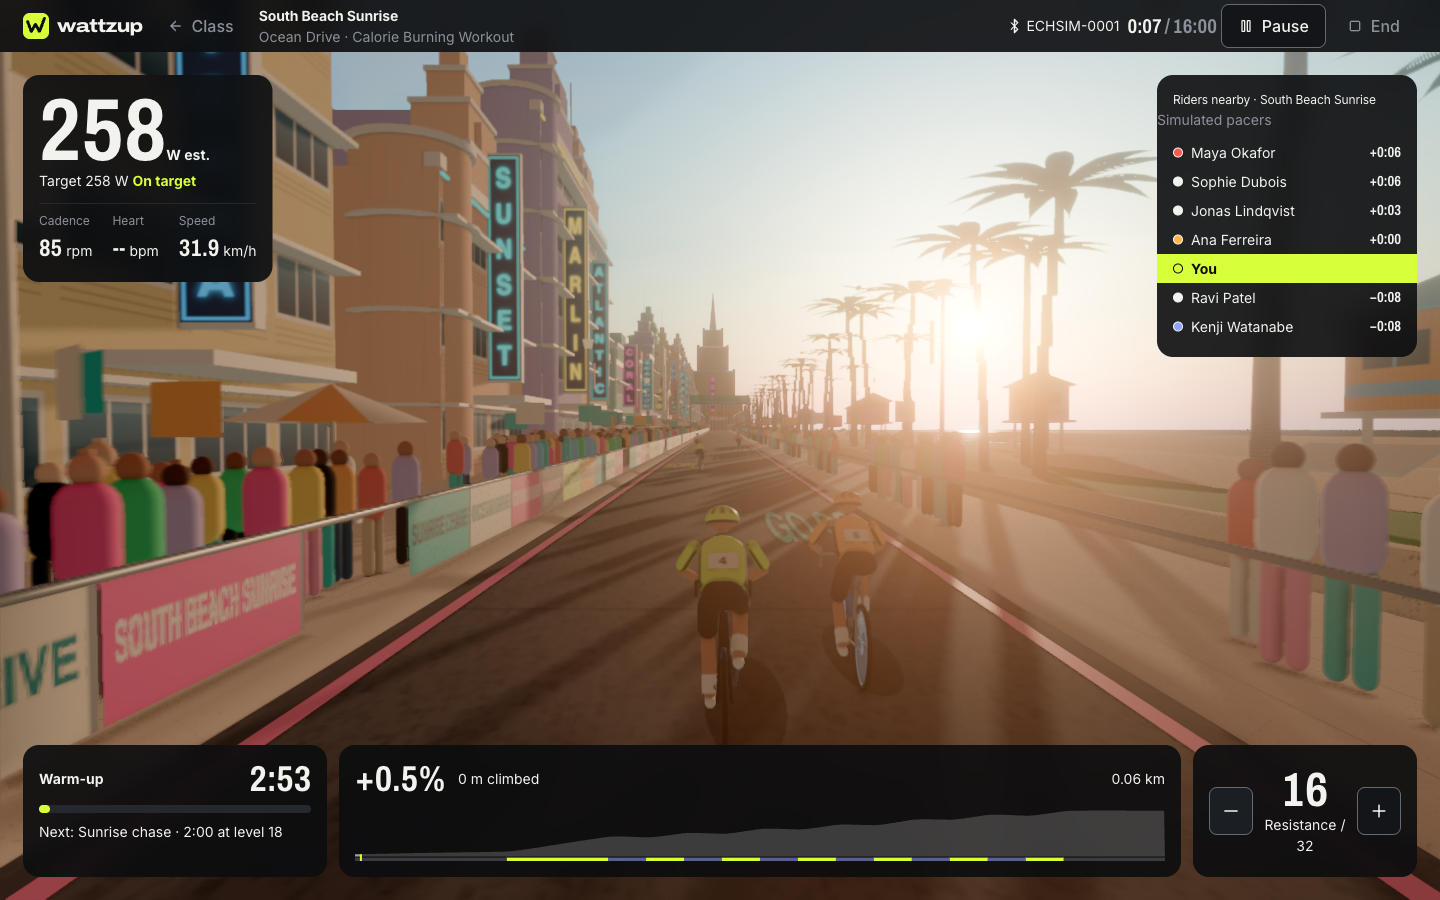 wattzup
Class
South Beach Sunrise
Ocean Drive · Calorie Burning Workout
ECHSIM-0001 0:07 / 16:00
Pause
End
258 W est.
Target 258 W On target
Cadence Heart Speed
85 rpm -- bpm 31.9 km/h
Riders nearby · South Beach Sunrise
Simulated pacers
Maya Okafor +0:06
Sophie Dubois +0:06
Jonas Lindqvist +0:03
Ana Ferreira +0:00
You
Ravi Patel −0:08
Kenji Watanabe −0:08
A
SUNSET
MARLIN
ATLANTIC
SOUTH BEACH SUNRISE
IVE
4
Warm-up 2:53
Next: Sunrise chase · 2:00 at level 18
+0.5% 0 m climbed 0.06 km
− 16 +
Resistance /
32